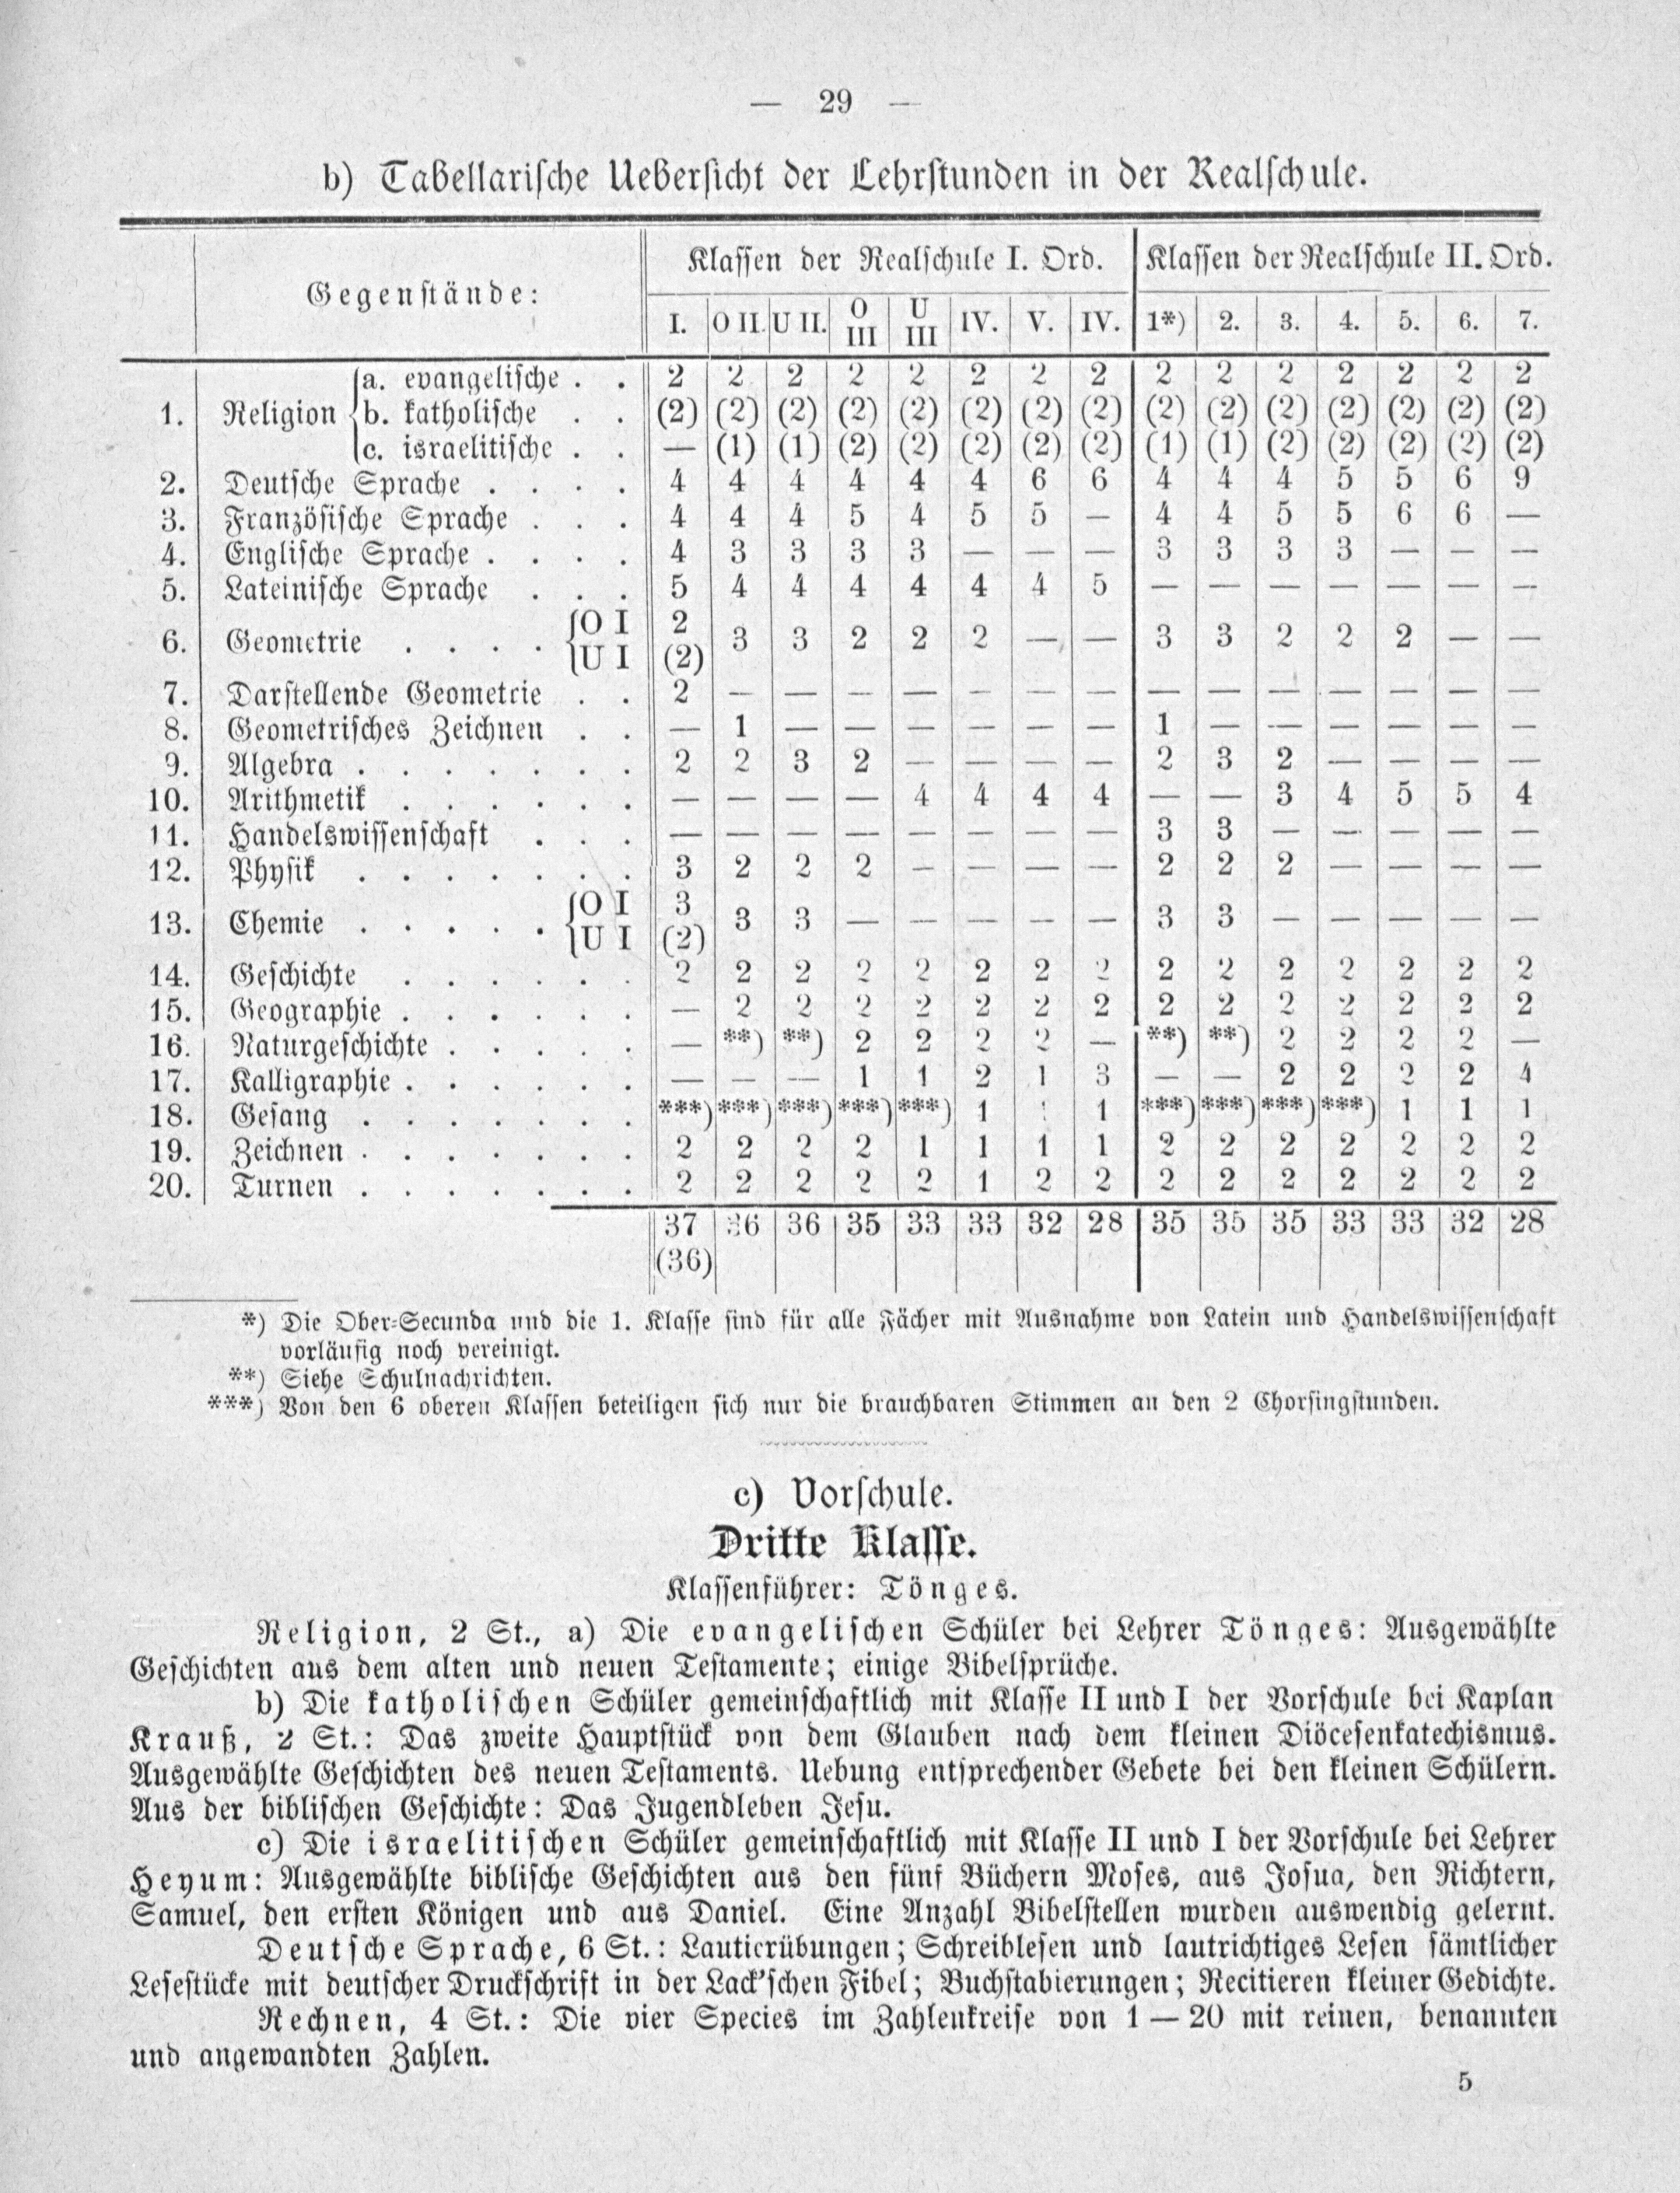 — 29 —
b) Tabellarische Uebersicht der Lehrstunden in der Realschule.
Gegenstände: Klassen der Realschule I. Ord. Klassen der Realschule II. Ord.
I. O II. U II. O III U III IV. V. IV. 1*) 2. 3. 4. 5. 6. 7.
1. Religion a. evangelische . . 2 2 2 2 2 2 2 2 2 2 2 2 2 2 2
b. katholische . . (2) (2) (2) (2) (2) (2) (2) (2) (2) (2) (2) (2) (2) (2) (2)
c. israelitische . . — (1) (1) (2) (2) (2) (2) (2) (1) (1) (2) (2) (2) (2) (2)
2. Deutsche Sprache . . . . 4 4 4 4 4 4 6 6 4 4 4 5 5 6 9
3. Französische Sprache . . . 4 4 4 5 4 5 5 — 4 4 5 5 6 6 —
4. Englische Sprache . . . . 4 3 3 3 3 — — — 3 3 3 3 — — —
5. Lateinische Sprache . . . 5 4 4 4 4 4 4 5 — — — — — — —
6. Geometrie . . . . {O I 2 {U I (2) 3 3 2 2 2 — — 3 3 2 2 2 — —
7. Darstellende Geometrie . . 2 — — — — — — — — — — — — — —
8. Geometrisches Zeichnen . . — 1 — — — — — — 1 — — — — — —
9. Algebra . . . . . . . 2 2 3 2 — — — — 2 3 2 — — — —
10. Arithmetik . . . . . . — — — — 4 4 4 4 — — 3 4 5 5 4
11. Handelswissenschaft . . . — — — — — — — — 3 3 — — — — —
12. Physik . . . . . . . 3 2 2 2 — — — — 2 2 2 — — — —
13. Chemie . . . . . {O I 3 {U I (2) 3 3 — — — — — 3 3 — — — — —
14. Geschichte . . . . . . 2 2 2 2 2 2 2 2 2 2 2 2 2 2 2
15. Geographie . . . . . . — 2 2 2 2 2 2 2 2 2 2 2 2 2 2
16. Naturgeschichte . . . . . — **) **) 2 2 2 2 — **) **) 2 2 2 2 —
17. Kalligraphie . . . . . . — — — 1 1 2 1 3 — — 2 2 2 2 4
18. Gesang . . . . . . . ***) ***) ***) ***) ***) 1 1 ***) ***) ***) ***) 1 1 1
19. Zeichnen . . . . . . . 2 2 2 2 1 1 1 1 2 2 2 2 2 2 2
20. Turnen . . . . . . . 2 2 2 2 2 1 2 2 2 2 2 2 2 2 2
37 36 36 35 33 33 32 28 35 35 35 33 33 32 28
(36)
*) Die Ober-Secunda und die 1. Klasse sind für alle Fächer mit Ausnahme von Latein und Handelswissenschaft
vorläufig noch vereinigt.
**) Siehe Schulnachrichten.
***) Von den 6 oberen Klassen beteiligen sich nur die brauchbaren Stimmen an den 2 Chorsingstunden.
c) Vorschule.
Dritte Klasse.
Klassenführer: Tönges.
Religion, 2 St., a) Die evangelischen Schüler bei Lehrer Tönges: Ausgewählte
Geschichten aus dem alten und neuen Testamente; einige Bibelsprüche.
b) Die katholischen Schüler gemeinschaftlich mit Klasse II und I der Vorschule bei Kaplan
Krauß, 2 St.: Das zweite Hauptstück von dem Glauben nach dem kleinen Diöcesenkatechismus.
Ausgewählte Geschichten des neuen Testaments. Uebung entsprechender Gebete bei den kleinen Schülern.
Aus der biblischen Geschichte: Das Jugendleben Jesu.
c) Die israelitischen Schüler gemeinschaftlich mit Klasse II und I der Vorschule bei Lehrer
Heyum: Ausgewählte biblische Geschichten aus den fünf Büchern Moses, aus Josua, den Richtern,
Samuel, den ersten Königen und aus Daniel. Eine Anzahl Bibelstellen wurden auswendig gelernt.
Deutsche Sprache, 6 St.: Lautierübungen; Schreiblesen und lautrichtiges Lesen sämtlicher
Lesestücke mit deutscher Druckschrift in der Lack'schen Fibel; Buchstabierungen; Recitieren kleiner Gedichte.
Rechnen, 4 St.: Die vier Species im Zahlenkreise von 1 — 20 mit reinen, benannten
und angewandten Zahlen.
5